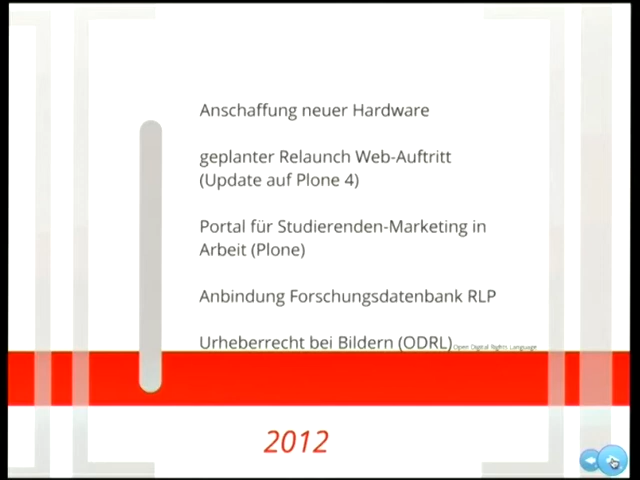 Anschaffung neuer Hardware
geplanter Relaunch Web-Auftritt
(Update auf Plone 4)
Portal für Studierenden-Marketing in
Arbeit (Plone)
Anbindung Forschungsdatenbank RLP
Urheberrecht bei Bildern (ODRL) Open Digital Rights Language
2012